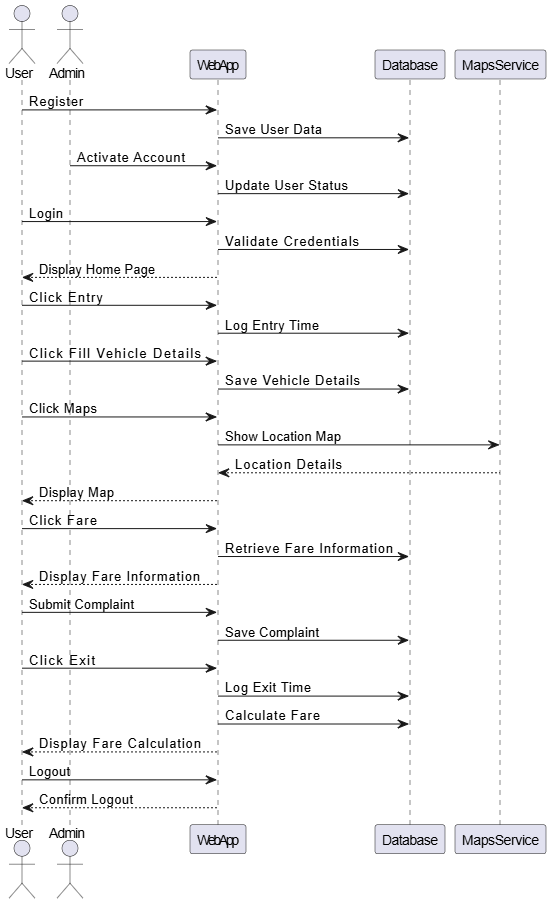 User Admin WebApp Database MapsService
Register
Save User Data
Activate Account
Update User Status
Login
Validate Credentials
Display Home Page
Click Entry
Log Entry Time
Click Fill Vehicle Details
Save Vehicle Details
Click Maps
Show Location Map
Location Details
Display Map
Click Fare
Retrieve Fare Information
Display Fare Information
Submit Complaint
Save Complaint
Click Exit
Log Exit Time
Calculate Fare
Display Fare Calculation
Logout
Confirm Logout
User Admin WebApp Database MapsService